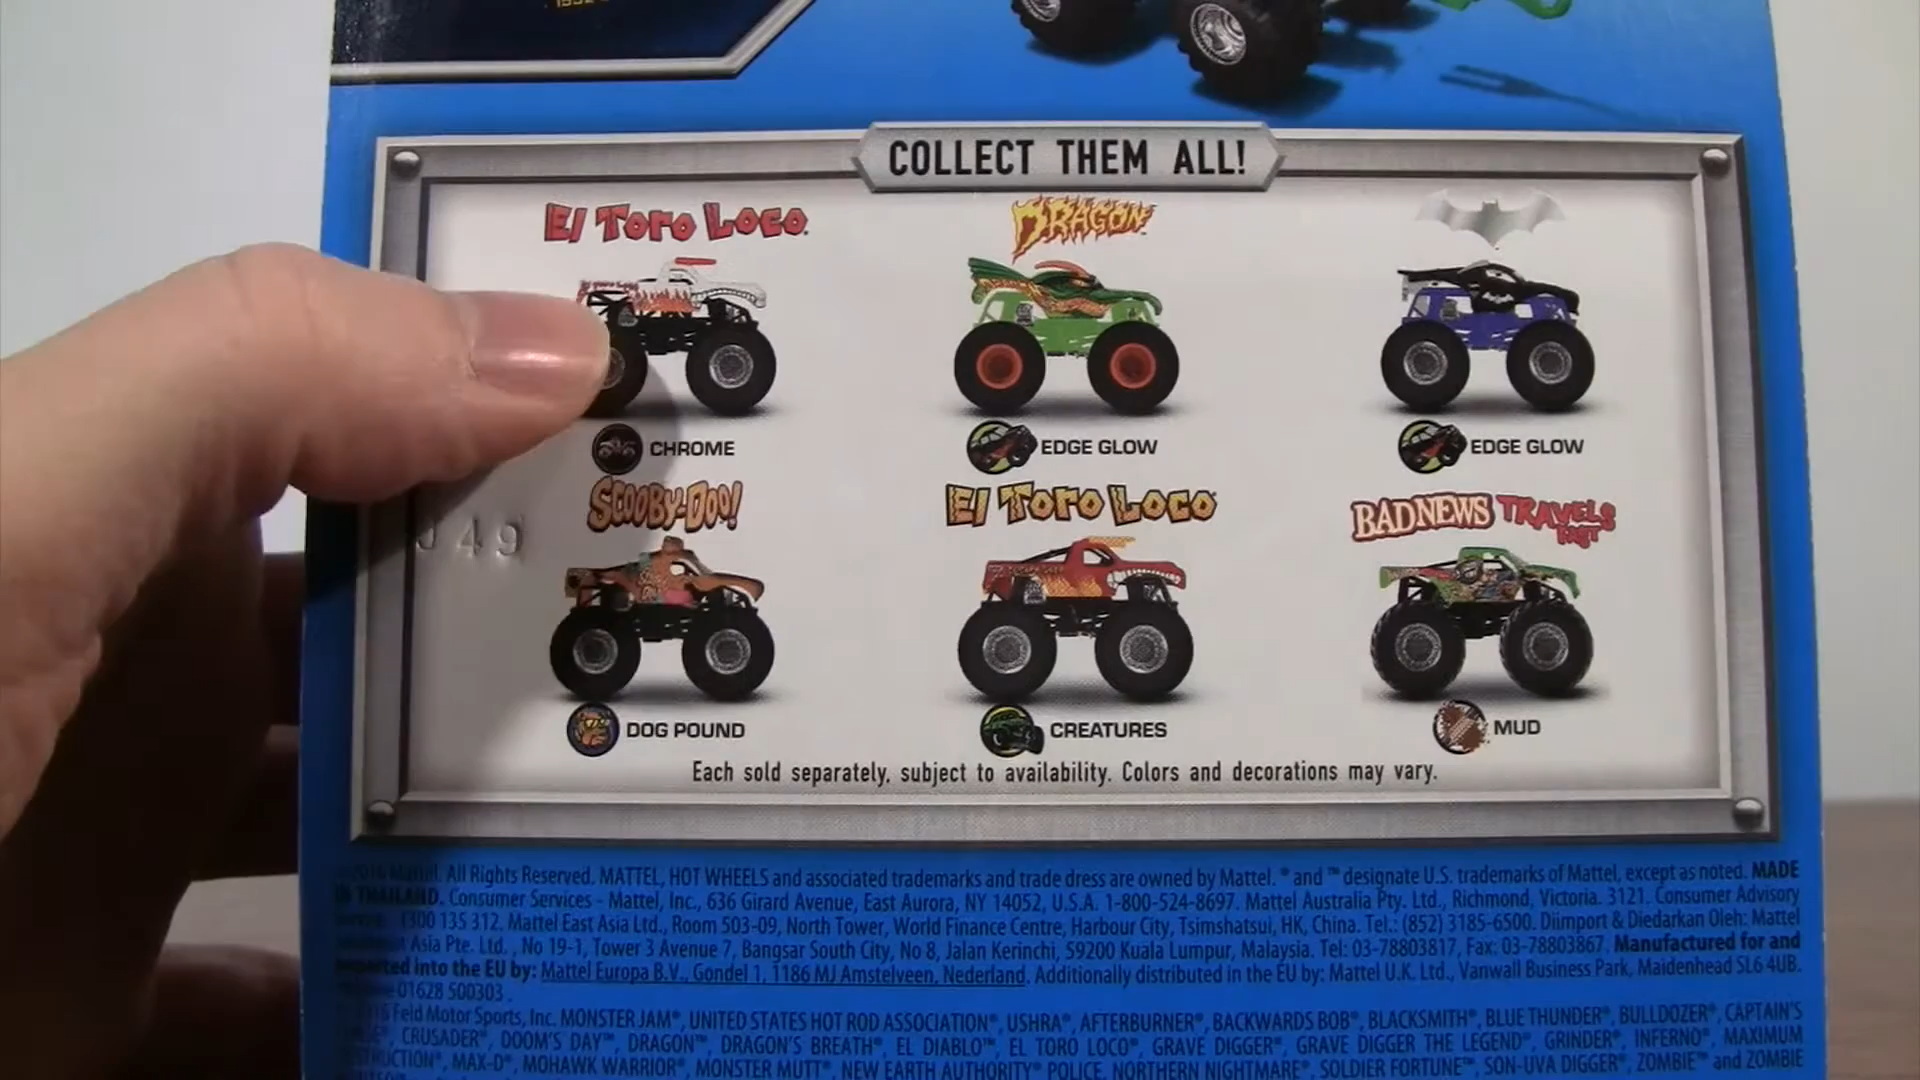 COLLECT THEM ALL!
El Toro Loco
DRAGON™
CHROME
EDGE GLOW
EDGE GLOW
SCOOBY-DOO!
El Toro Loco
BAD NEWS TRAVELS FAST
49
DOG POUND
CREATURES
MUD
Each sold separately, subject to availability. Colors and decorations may vary.
Mattel. All Rights Reserved. MATTEL, HOT WHEELS and associated trademarks and trade dress are owned by Mattel. ® and ™ designate U.S. trademarks of Mattel, except as noted. MADE
THAILAND. Consumer Services - Mattel, Inc., 636 Girard Avenue, East Aurora, NY 14052, U.S.A. 1-800-524-8697. Mattel Australia Pty. Ltd., Richmond, Victoria. 3121. Consumer Advisory
1300 135 312. Mattel East Asia Ltd., Room 503-09, North Tower, World Finance Centre, Harbour City, Tsimshatsui, HK, China. Tel.: (852) 3185-6500. Diimport & Diedarkan Oleh: Mattel
Asia Pte. Ltd., No 19-1, Tower 3 Avenue 7, Bangsar South City, No 8, Jalan Kerinchi, 59200 Kuala Lumpur, Malaysia. Tel: 03-78803817, Fax: 03-78803867. Manufactured for and
into the EU by: Mattel Europa B.V., Gondel 1, 1186 MJ Amstelveen, Nederland. Additionally distributed in the EU by: Mattel U.K. Ltd., Vanwall Business Park, Maidenhead SL6 4UB.
01628 500303.
Feld Motor Sports, Inc. MONSTER JAM®, UNITED STATES HOT ROD ASSOCIATION®, USHRA®, AFTERBURNER®, BACKWARDS BOB®, BLACKSMITH®, BLUE THUNDER®, BULLDOZER®, CAPTAIN'S
CRUSADER®, DOOM'S DAY™, DRAGON™, DRAGON'S BREATH®, EL DIABLO™, EL TORO LOCO®, GRAVE DIGGER®, GRAVE DIGGER THE LEGEND®, GRINDER®, INFERNO®, MAXIMUM
MAX-D®, MOHAWK WARRIOR®, MONSTER MUTT®, NEW EARTH AUTHORITY® POLICE, NORTHERN NIGHTMARE®, SOLDIER FORTUNE™, SON-UVA DIGGER®, ZOMBIE™ and ZOMBIE